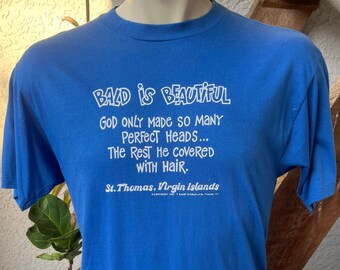 BALD IS BEAUTIFUL
GOD ONLY MADE SO MANY
PERFECT HEADS...
THE REST HE COVERED
WITH HAIR.
St. Thomas, Virgin Islands